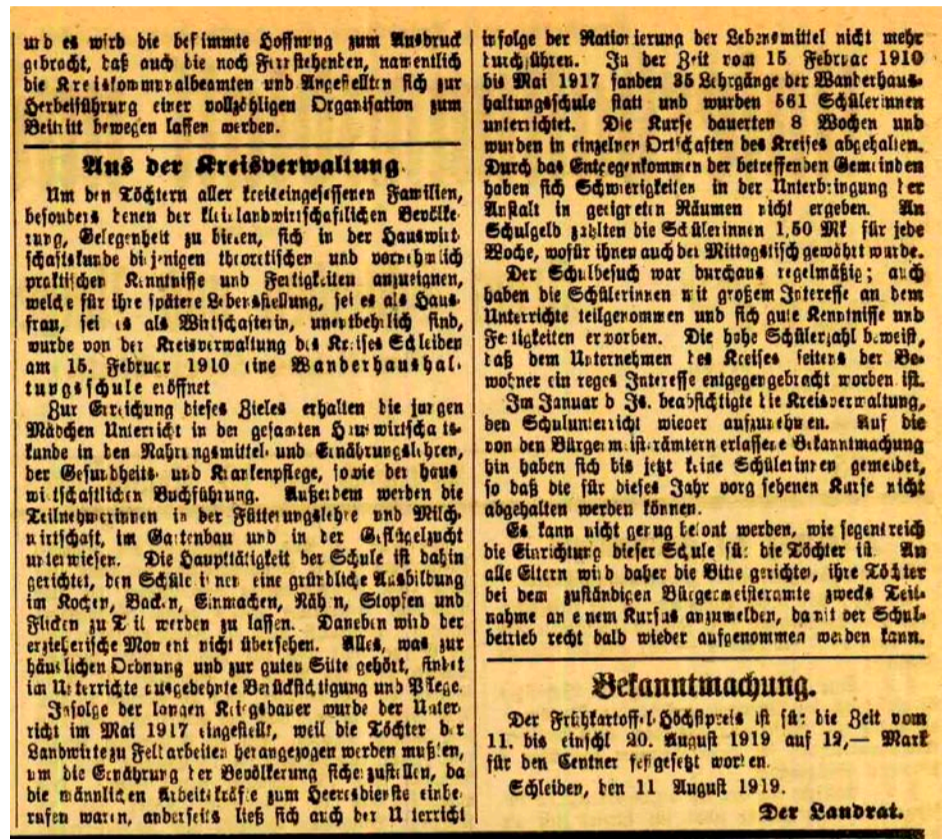 und es wird die bestimmte Hoffnung zum Ausdruck
gebracht, daß auch die noch Fernstehenden, namentlich
die Kreiskommunalbeamten und Angestellten sich zur
Herbeiführung einer vollzähligen Organisation zum
Beitritt bewegen lassen werden.
Aus der Kreisverwaltung.
Um den Töchtern aller kreiseingesessenen Familien,
besonders denen der kleinlandwirtschaftlichen Bevölke-
rung, Gelegenheit zu bieten, sich in der Hauswirt-
schaftskunde diejenigen theoretischen und vornehmlich
praktischen Kenntnisse und Fertigkeiten anzueignen,
welche für ihre spätere Lebensstellung, sei es als Haus-
frau, sei es als Wirtschafterin, unentbehrlich sind,
wurde von der Kreisverwaltung des Kreises Schleiden
am 15. Februar 1910 eine Wanderhaushal-
tungsschule eröffnet
Zur Erreichung dieses Zieles erhalten die jungen
Mädchen Unterricht in der gesamten Hauswirtschafts-
kunde in den Nahrungsmittel- und Ernährungslehren,
der Gesundheits- und Krankenpflege, sowie der haus
wirtschaftlichen Buchführung. Außerdem werden die
Teilnehmerinnen in der Fütterungslehre und Milch-
wirtschaft, im Gartenbau und in der Geflügelzucht
unterwiesen. Die Haupttätigkeit der Schule ist dahin
gerichtet, den Schülerinnen eine gründliche Ausbildung
im Kochen, Backen, Einmachen, Nähen, Stopfen und
Flicken zu Teil werden zu lassen. Daneben wird der
erzieherische Moment nicht übersehen. Alles, was zur
häuslichen Ordnung und zur guten Sitte gehört, findet
im Unterrichte ausgedehnte Berücksichtigung und Pflege.
Infolge der langen Kriegsdauer wurde der Unter-
richt im Mai 1917 eingestellt, weil die Töchter der
Landwirte zu Feldarbeiten herangezogen werden mußten,
um die Ernährung der Bevölkerung sicherzustellen, da
die männlichen Arbeitskräfte zum Heeresdienste einbe-
rufen waren, anderseits ließ sich auch der Unterricht
infolge der Rationierung der Lebensmittel nicht mehr
durchführen. In der Zeit vom 15 Februar 1910
bis Mai 1917 fanden 35 Lehrgänge der Wanderhaus-
haltungsschule statt und wurden 561 Schülerinnen
unterrichtet. Die Kurse dauerten 8 Wochen und
wurden in einzelnen Ortschaften des Kreises abgehalten.
Durch das Entgegenkommen der betreffenden Gemeinden
haben sich Schwierigkeiten in der Unterbringung der
Anstalt in geeigneten Räumen nicht ergeben. An
Schulgeld zahlten die Schülerinnen 1,50 Mk für jede
Woche, wofür ihnen auch der Mittagstisch gewährt wurde.
Der Schulbesuch war durchaus regelmäßig; auch
haben die Schülerinnen mit großem Interesse an dem
Unterrichte teilgenommen und sich gute Kenntnisse und
Fertigkeiten erworben. Die hohe Schülerzahl beweist,
daß dem Unternehmen des Kreises seitens der Be-
wohner ein reges Interesse entgegengebracht worden ist.
Im Januar d Js. beabsichtigte die Kreisverwaltung,
den Schulunterricht wieder aufzunehmen. Auf die
von den Bürgermeisterämtern erlassene Bekanntmachung
hin haben sich bis jetzt keine Schülerinnen gemeldet,
so daß die für dieses Jahr vorgesehenen Kurse nicht
abgehalten werden können.
Es kann nicht genug betont werden, wie segensreich
die Einrichtung dieser Schule für die Töchter ist. An
alle Eltern wird daher die Bitte gerichtet, ihre Töchter
bei dem zuständigen Bürgermeisteramte zwecks Teil-
nahme an einem Kursus anzumelden, damit der Schul-
betrieb recht bald wieder aufgenommen werden kann.
Bekanntmachung.
Der Frühkartoffel-Höchstpreis ist für die Zeit vom
11. bis einschl 20. August 1919 auf 12,— Mark
für den Centner festgesetzt worden.
Schleiden, den 11 August 1919.
Der Landrat.